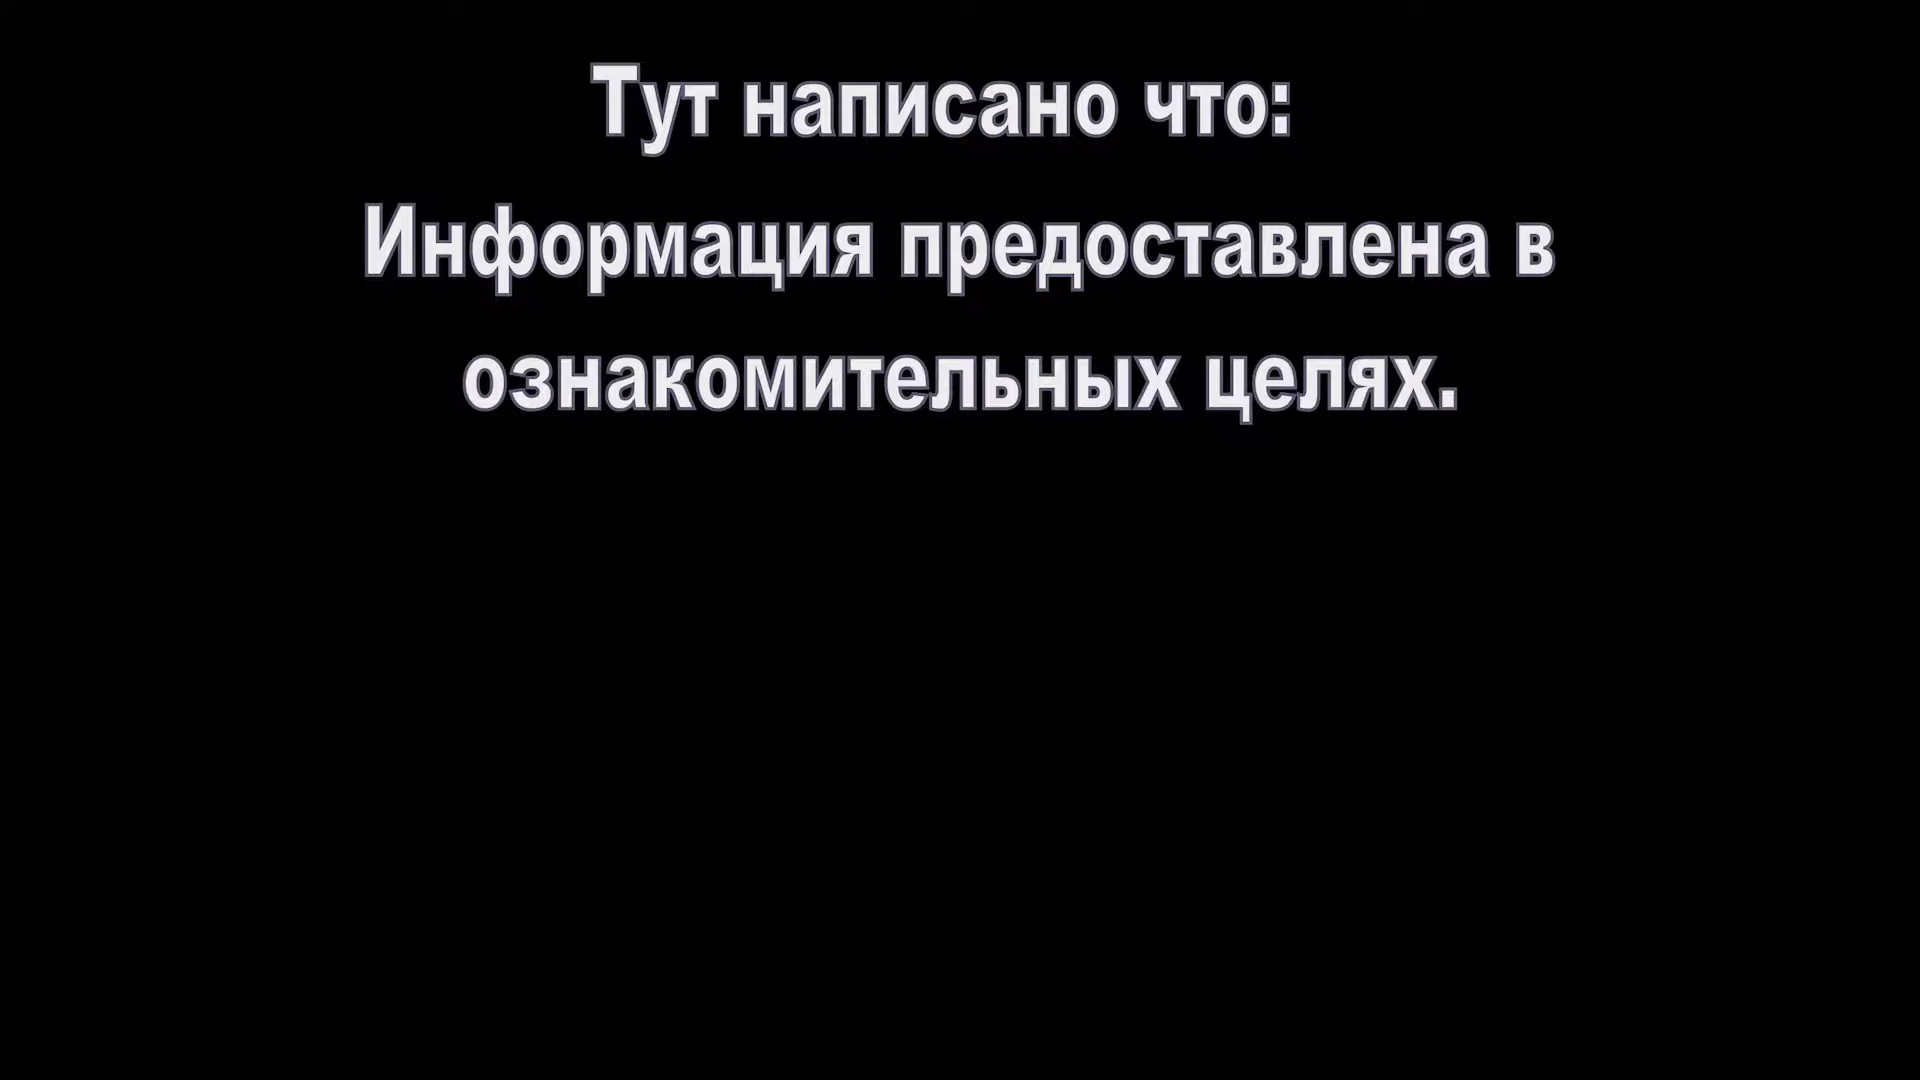 Тут написано что:
Информация предоставлена в
ознакомительных целях.